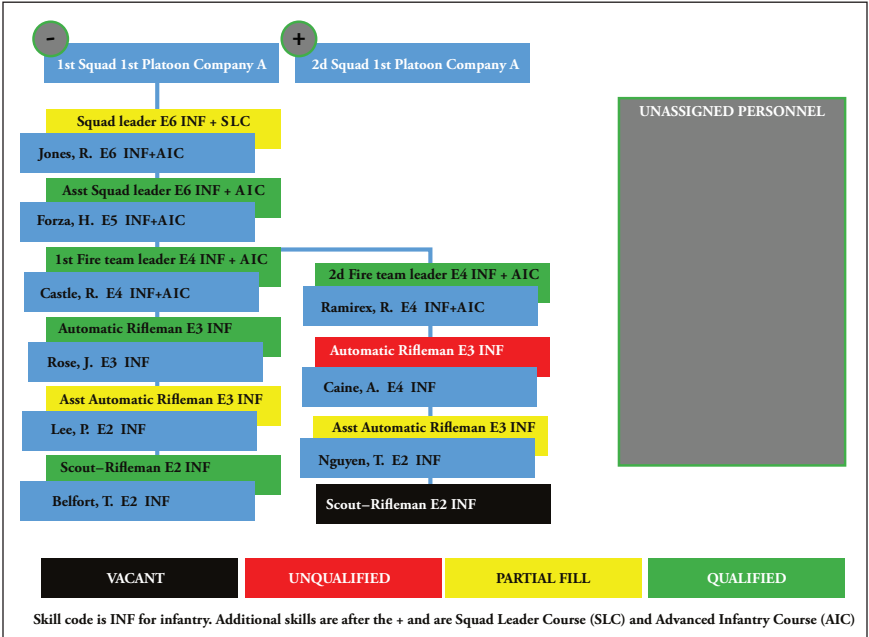 -
+
1st Squad 1st Platoon Company A
2d Squad 1st Platoon Company A
UNASSIGNED PERSONNEL
Squad leader E6 INF + SLC
Jones, R. E6 INF+AIC
Asst Squad leader E6 INF + AIC
Forza, H. E5 INF+AIC
1st Fire team leader E4 INF + AIC
Castle, R. E4 INF+AIC
Automatic Rifleman E3 INF
Rose, J. E3 INF
Asst Automatic Rifleman E3 INF
Lee, P. E2 INF
Scout–Rifleman E2 INF
Belfort, T. E2 INF
2d Fire team leader E4 INF + AIC
Ramirex, R. E4 INF+AIC
Automatic Rifleman E3 INF
Caine, A. E4 INF
Asst Automatic Rifleman E3 INF
Nguyen, T. E2 INF
Scout–Rifleman E2 INF
VACANT
UNQUALIFIED
PARTIAL FILL
QUALIFIED
Skill code is INF for infantry. Additional skills are after the + and are Squad Leader Course (SLC) and Advanced Infantry Course (AIC)